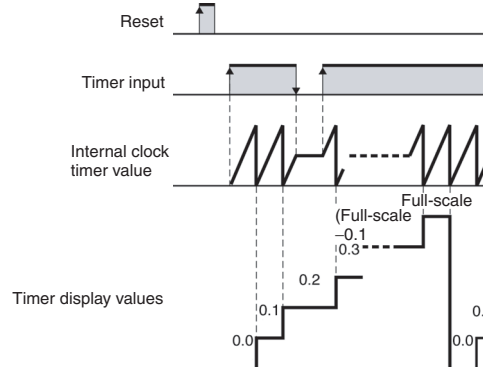 Reset
Timer input
Internal clock
timer value
Full-scale
(Full-scale
−0.1
0.3
0.2
Timer display values
0.1
0.
0.0
0.0